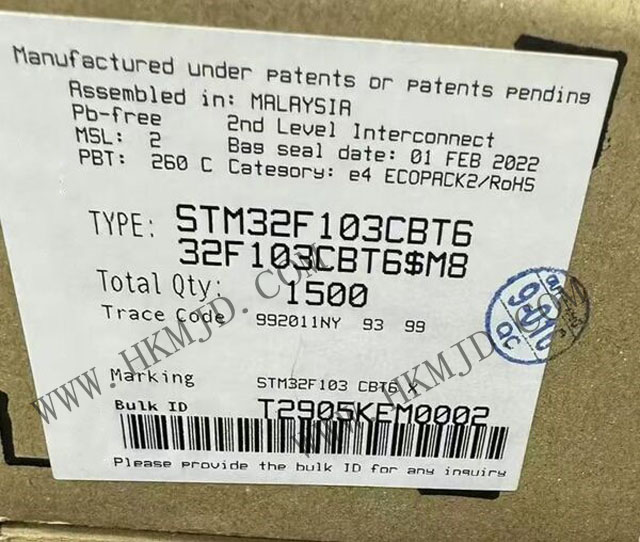 Manufactured under patents or patents pending
Assembled in: MALAYSIA
Pb-free 2nd Level Interconnect
MSL: 2 Bag seal date: 01 FEB 2022
PBT: 260 C Category: e4 ECOPACK2/RoHS
TYPE: STM32F103CBT6
32F103CBT6$M8
Total Qty: 1500
Trace Code 992011NY 93 99
Marking STM32F103 CBT6 X
Bulk ID T2905KEM0002
Please provide the bulk ID for any inquiry
WWW.HKMJD.COM
WWW.HKMJD.COM
QC